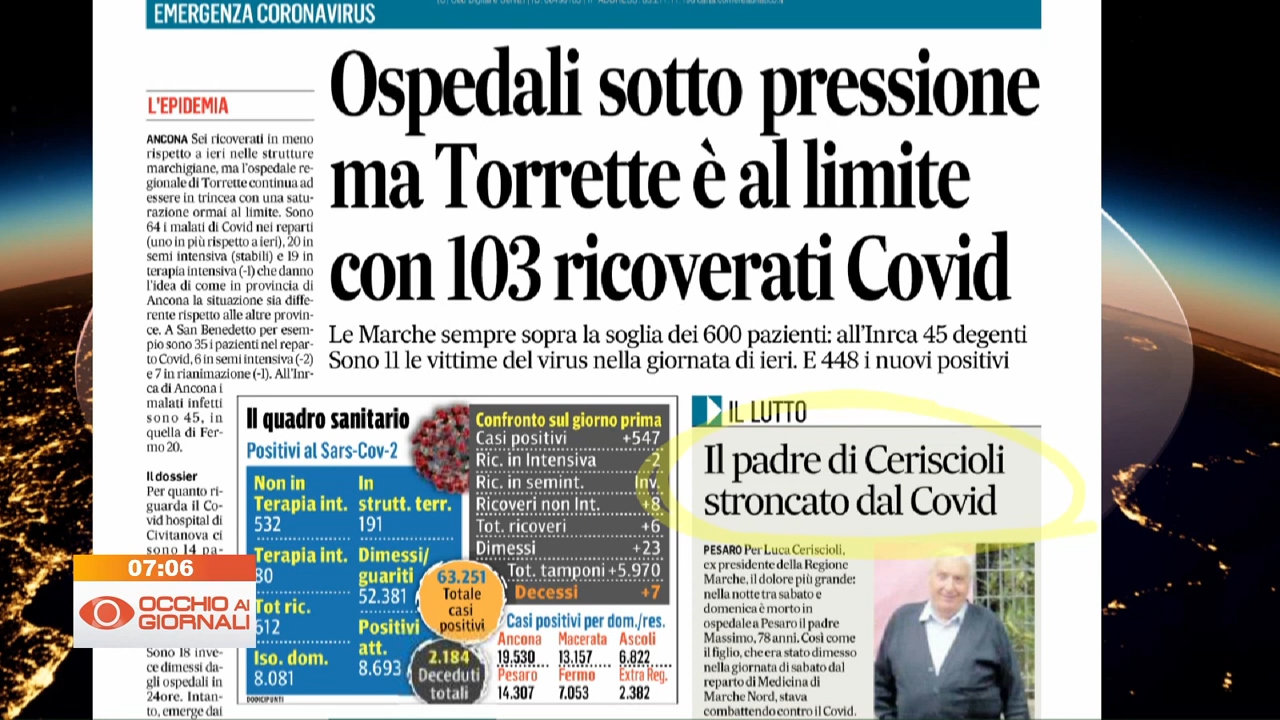 EMERGENZA CORONAVIRUS
Ospedali sotto pressione
ma Torrette è al limite
con 103 ricoverati Covid
Le Marche sempre sopra la soglia dei 600 pazienti: all'Inrca 45 degenti
Sono 11 le vittime del virus nella giornata di ieri. E 448 i nuovi positivi
L'EPIDEMIA
ANCONA Sei ricoverati in meno
rispetto a ieri nelle strutture
marchigiane, ma l'ospedale re-
gionale di Torrette continua ad
essere in trincea con una satu-
razione ormai al limite. Sono
64 i malati di Covid nei reparti
(uno in più rispetto a ieri), 20 in
semi intensiva (stabili) e 19 in
terapia intensiva (-1) che danno
l'idea di come in provincia di
Ancona la situazione sia diffe-
rente rispetto alle altre provin-
ce. A San Benedetto per esem-
pio sono 35 i pazienti nel repar-
to Covid, 6 in semi intensiva (-2)
e 7 in rianimazione (-1). All'Inr-
ca di Ancona i
malati infetti
sono 45, in
quella di Fer-
mo 20.
Il dossier
Per quanto ri-
guarda il Co-
vid hospital di
Civitanova ci
sono 14 pa-
Sono 18 inve-
ce dimessi da-
gli ospedali in
24ore. Intan-
to, emerge dai
Il quadro sanitario
Positivi al Sars-Cov-2
Non in
Terapia int.
532
Terapia int.
80
Tot ric.
612
Iso. dom.
8.081
In
strutt. terr.
191
Dimessi/
guariti
52.381
Positivi
att.
8.693
63.251
Totale
casi
positivi
2.184
Deceduti
totali
DODICIPUNTI
Confronto sul giorno prima
Casi positivi +547
Ric. in Intensiva -2
Ric. in semint. Inv.
Ricoveri non Int. +8
Tot. ricoveri +6
Dimessi +23
Tot. tamponi +5.970
Decessi +7
Casi positivi per dom./res.
Ancona Macerata Ascoli
19.530 13.157 6.822
Pesaro Fermo Extra Reg.
14.307 7.053 2.382
IL LUTTO
Il padre di Ceriscioli
stroncato dal Covid
PESARO Per Luca Ceriscioli,
ex presidente della Regione
Marche, il dolore più grande:
nella notte tra sabato e
domenica è morto in
ospedale a Pesaro il padre
Massimo, 78 anni. Così come
il figlio, che era stato dimesso
nella giornata di sabato dal
reparto di Medicina di
Marche Nord, stava
combattendo contro il Covid.
07:06
OCCHIO AI
GIORNALI